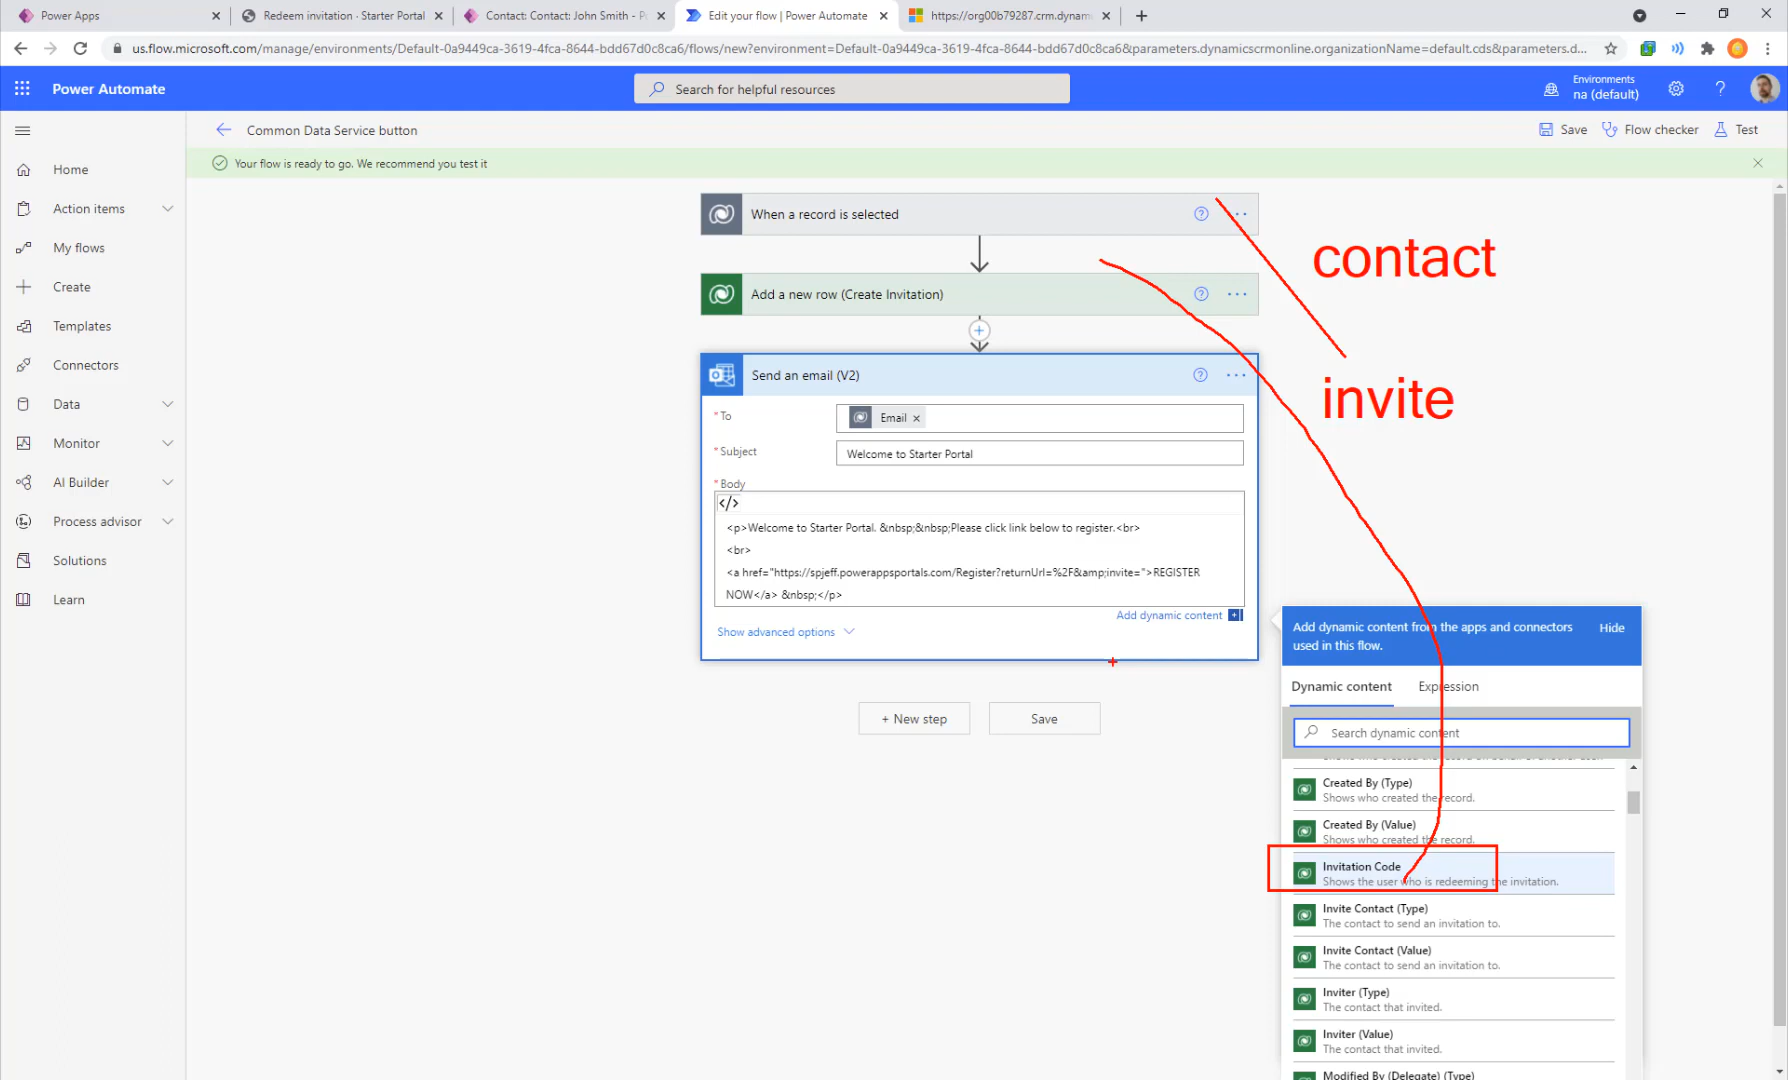 Power Apps
Redeem invitation · Starter Portal
Contact: Contact: John Smith - P
Edit your flow | Power Automate
https://org00b79287.crm.dynam
us.flow.microsoft.com/manage/environments/Default-0a9449ca-3619-4fca-8644-bdd67d0c8ca6/flows/new?environment=Default-0a9449ca-3619-4fca-8644-bdd67d0c8ca6&parameters.dynamicscrmonline.organizationName=default.cds&parameters.d...
Power Automate
Search for helpful resources
Environments
na (default)
Common Data Service button
Save
Flow checker
Test
Your flow is ready to go. We recommend you test it
Home
Action items
My flows
Create
Templates
Connectors
Data
Monitor
AI Builder
Process advisor
Solutions
Learn
When a record is selected
contact
Add a new row (Create Invitation)
invite
Send an email (V2)
* To
Email
* Subject
Welcome to Starter Portal
* Body
</>
<p>Welcome to Starter Portal. &nbsp;&nbsp;Please click link below to register.<br>
<br>
<a href="https://spjeff.powerappsportals.com/Register?returnUrl=%2F&amp;invite=">REGISTER
NOW</a> &nbsp;</p>
Add dynamic content
Show advanced options
+ New step
Save
Add dynamic content from the apps and connectors
used in this flow.
Hide
Dynamic content
Expression
Search dynamic content
Created By (Type)
Shows who created the record.
Created By (Value)
Shows who created the record.
Invitation Code
Shows the user who is redeeming the invitation.
Invite Contact (Type)
The contact to send an invitation to.
Invite Contact (Value)
The contact to send an invitation to.
Inviter (Type)
The contact that invited.
Inviter (Value)
The contact that invited.
Modified By (Delegate) (Type)